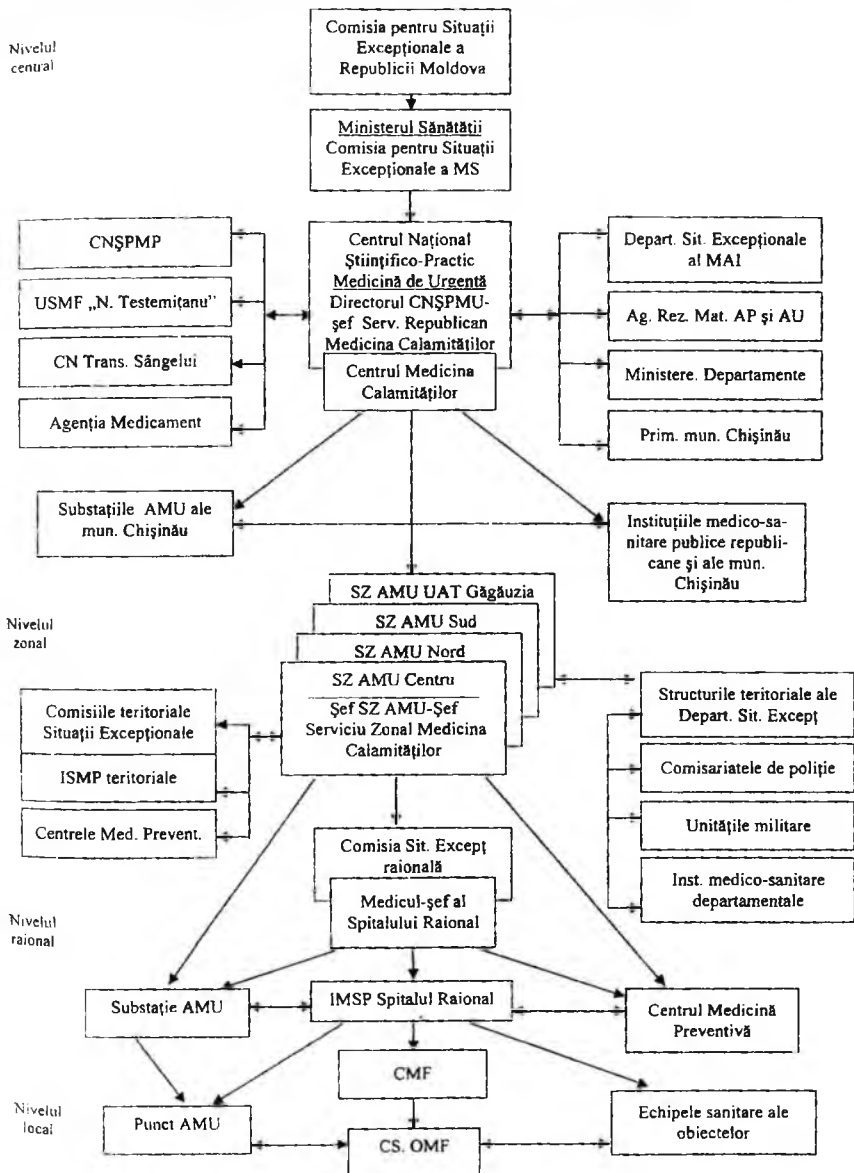 Nivelul
central
Comisia pentru Situații
Excepționale a
Republicii Moldova
Ministerul Sănătății
Comisia pentru Situații
Excepționale a MS
CNȘPMP
USMF „N. Testemițanu”
CN Trans. Sângelui
Agenția Medicament
Centrul Național
Științifico-Practic
Medicină de Urgență
Directorul CNȘPMU-
șef Serv. Republican
Medicina Calamităților
Centrul Medicina
Calamităților
Depart. Sit. Excepționale
al MAI
Ag. Rez. Mat. AP și AU
Ministere. Departamente
Prim. mun. Chișinău
Substațiile AMU ale
mun. Chișinău
Instituțiile medico-sa-
nitare publice republi-
cane și ale mun.
Chișinău
Nivelul
zonal
SZ AMU UAT Găgăuzia
SZ AMU Sud
SZ AMU Nord
SZ AMU Centru
Șef SZ AMU-Șef
Serviciu Zonal Medicina
Calamităților
Comisiile teritoriale
Situații Excepționale
ISMP teritoriale
Centrele Med. Prevent.
Structurile teritoriale ale
Depart. Sit. Except
Comisariatele de poliție
Unitățile militare
Inst. medico-sanitare
departamentale
Comisia Sit. Except
raională
Medicul-șef al
Spitalului Raional
Nivelul
raional
Substație AMU
IMSP Spitalul Raional
Centrul Medicină
Preventivă
CMF
Nivelul
local
Punct AMU
CS. OMF
Echipele sanitare ale
obiectelor